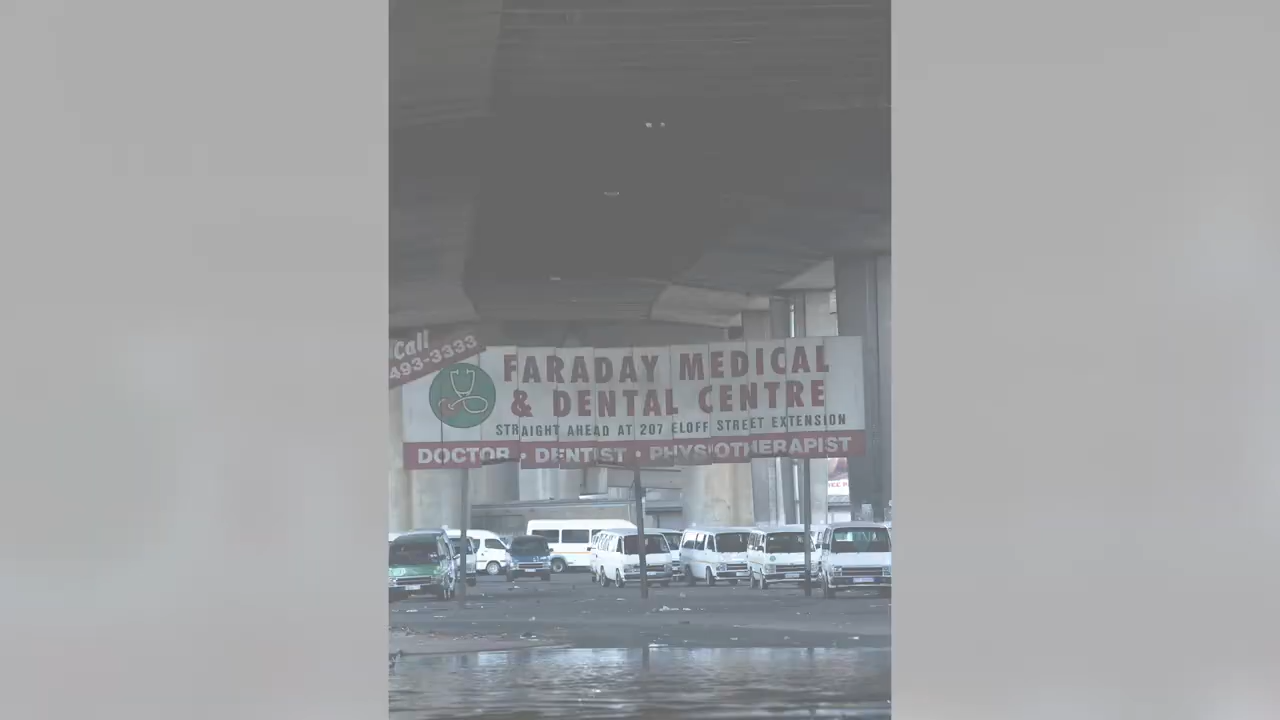 Call
493-3333
FARADAY MEDICAL
& DENTAL CENTRE
STRAIGHT AHEAD AT 207 ELOFF STREET EXTENSION
DOCTOR • DENTIST • PHYSIOTHERAPIST